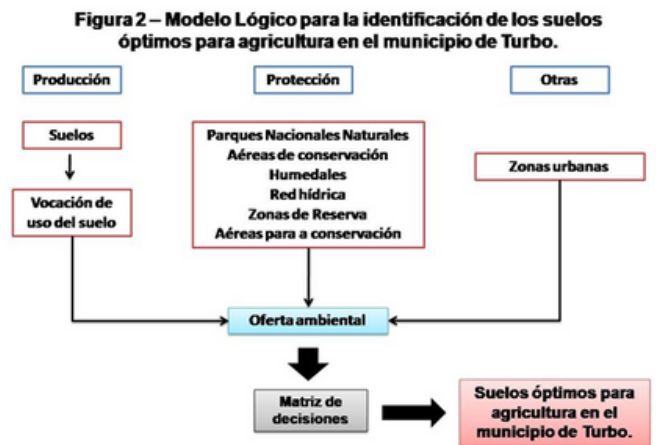 Figura 2 – Modelo Lógico para la identificación de los suelos
óptimos para agricultura en el municipio de Turbo.
Producción
Protección
Otras
Suelos
Vocación de
uso del suelo
Parques Nacionales Naturales
Aéreas de conservación
Humedales
Red hídrica
Zonas de Reserva
Aéreas para a conservación
Zonas urbanas
Oferta ambiental
Matriz de
decisiones
Suelos óptimos para
agricultura en el
municipio de Turbo.